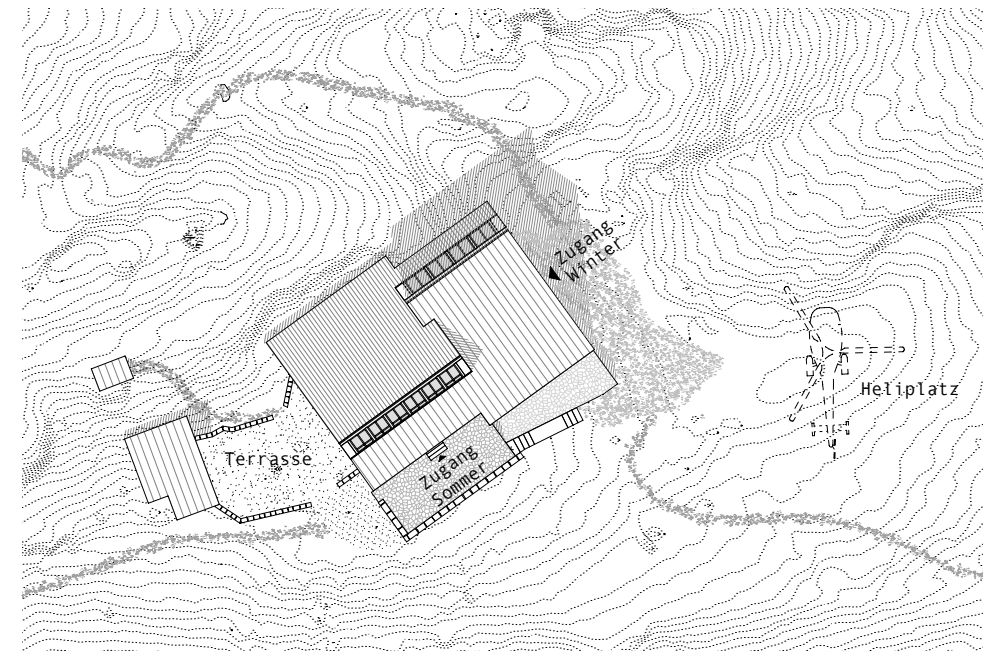 Zugang
Winter
Heliplatz
Terrasse
Zugang
Sommer